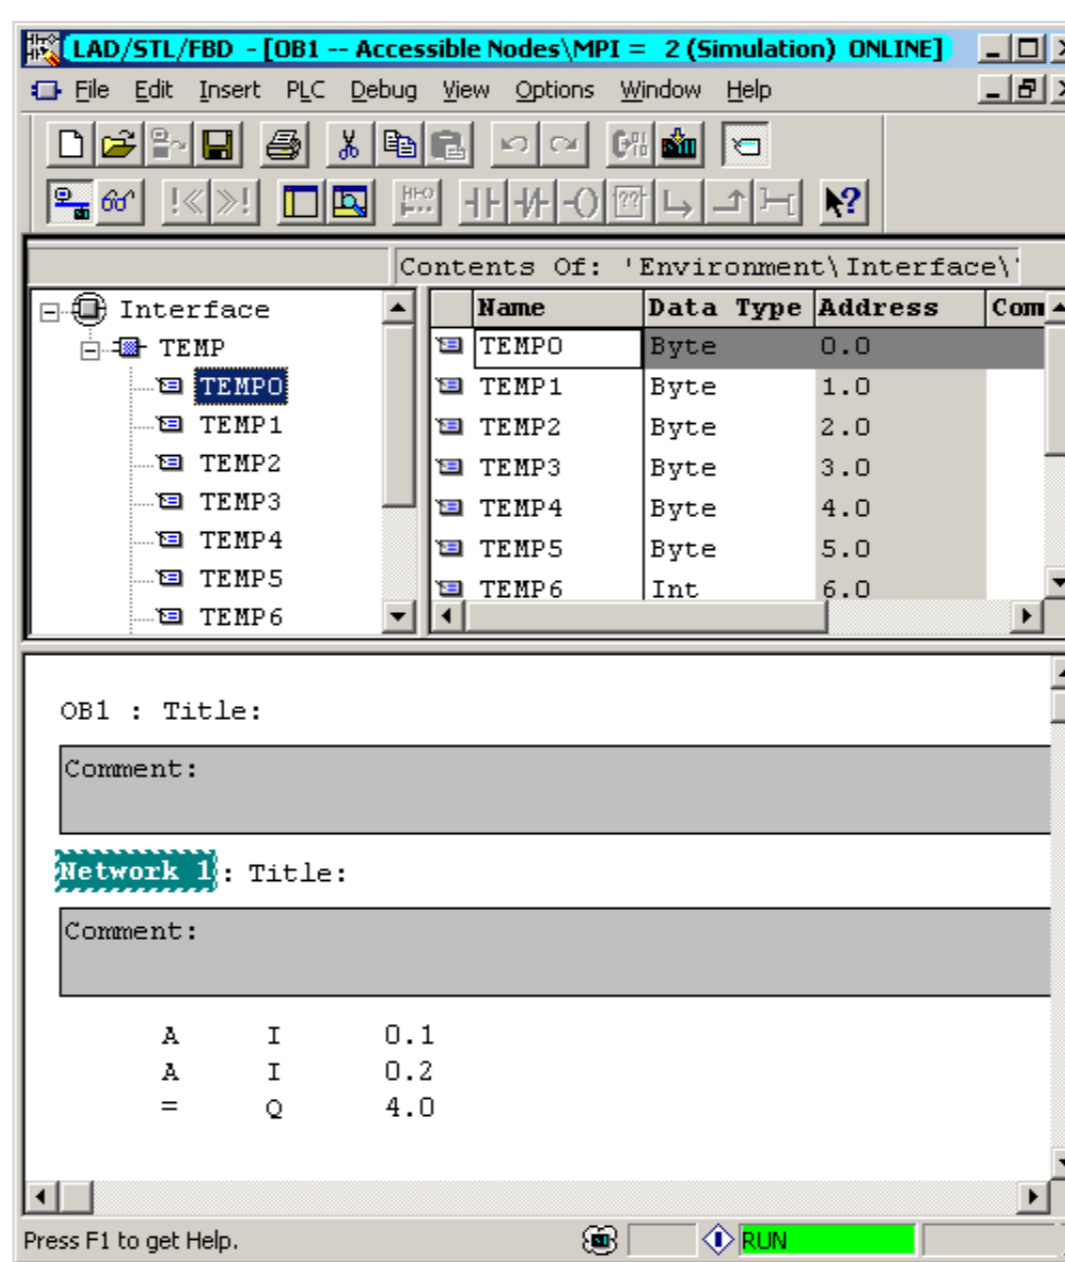 LAD/STL/FBD - [OB1 -- Accessible Nodes\MPI = 2 (Simulation) ONLINE]
File Edit Insert PLC Debug View Options Window Help
Contents Of: 'Environment\Interface\'
Interface
TEMP
TEMP0
TEMP1
TEMP2
TEMP3
TEMP4
TEMP5
TEMP6
Name Data Type Address Com
TEMP0 Byte 0.0
TEMP1 Byte 1.0
TEMP2 Byte 2.0
TEMP3 Byte 3.0
TEMP4 Byte 4.0
TEMP5 Byte 5.0
TEMP6 Int 6.0
OB1 : Title:
Comment:
Network 1: Title:
Comment:
A I 0.1
A I 0.2
= Q 4.0
Press F1 to get Help.
RUN